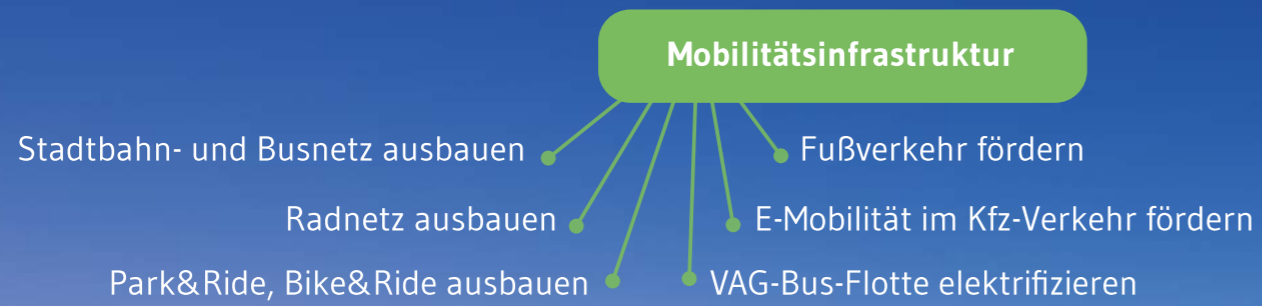 Mobilitätsinfrastruktur
Stadtbahn- und Busnetz ausbauen
Fußverkehr fördern
Radnetz ausbauen
E-Mobilität im Kfz-Verkehr fördern
Park&Ride, Bike&Ride ausbauen
VAG-Bus-Flotte elektrifizieren